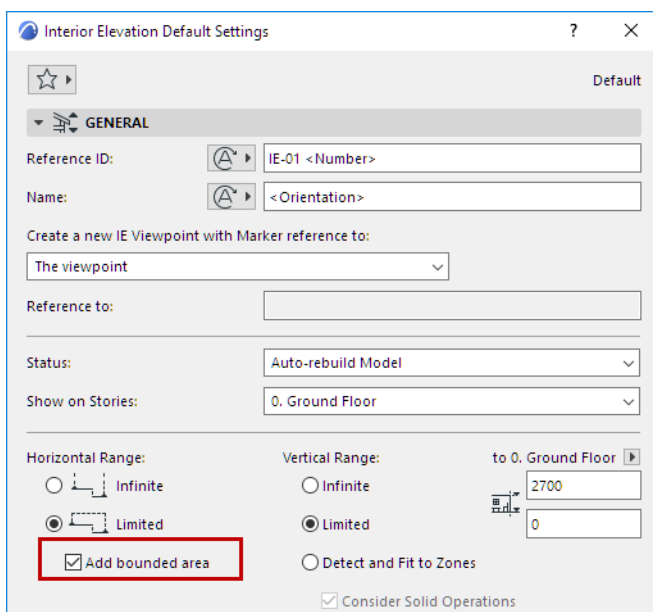 Interior Elevation Default Settings ? ×
Default
GENERAL
Reference ID: IE-01 <Number>
Name: <Orientation>
Create a new IE Viewpoint with Marker reference to:
The viewpoint
Reference to:
Status: Auto-rebuild Model
Show on Stories: 0. Ground Floor
Horizontal Range: Vertical Range: to 0. Ground Floor
Infinite Infinite 2700
Limited Limited 0
Add bounded area Detect and Fit to Zones
Consider Solid Operations